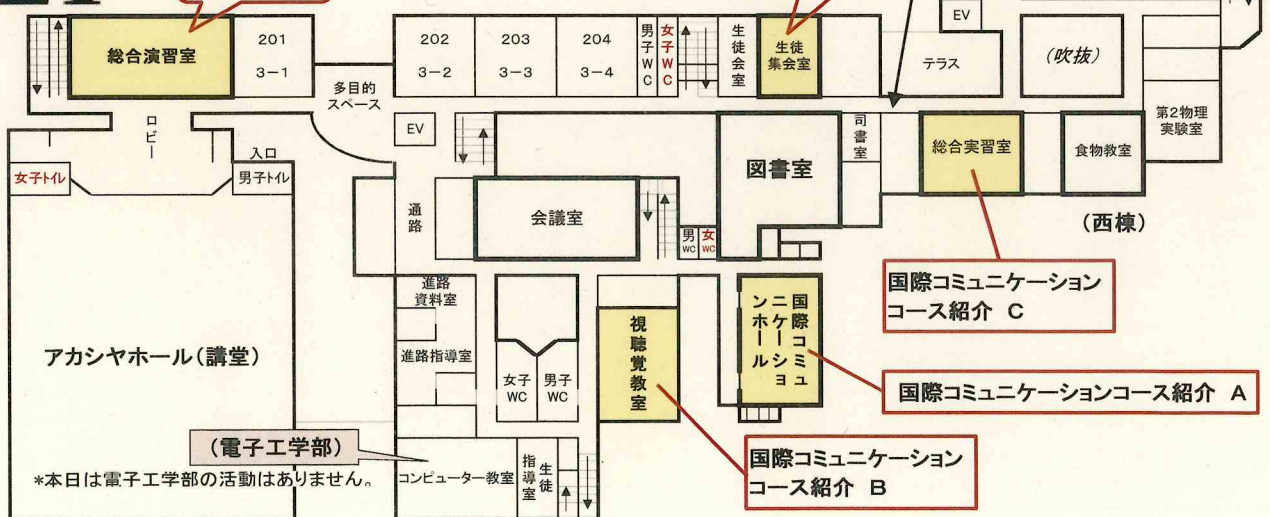 総合演習室
201
3-1
202
3-2
203
3-3
204
3-4
男子WC
女子WC
生徒会室
生徒
集会室
EV
テラス
(吹抜)
多目的
スペース
ロビー
入口
女子トイル
男子トイル
EV
通路
会議室
男
WC
女
WC
図書室
司書室
総合実習室
食物教室
第2物理
実験室
(西棟)
国際コミュニケーション
コース紹介 C
進路
資料室
進路指導室
女子
WC
男子
WC
視聴覚教室
国際コミュ
ニケーショ
ンホール
アカシヤホール(講堂)
国際コミュニケーションコース紹介 A
(電子工学部)
*本日は電子工学部の活動はありません。
コンピューター教室
生徒
指導室
国際コミュニケーション
コース紹介 B